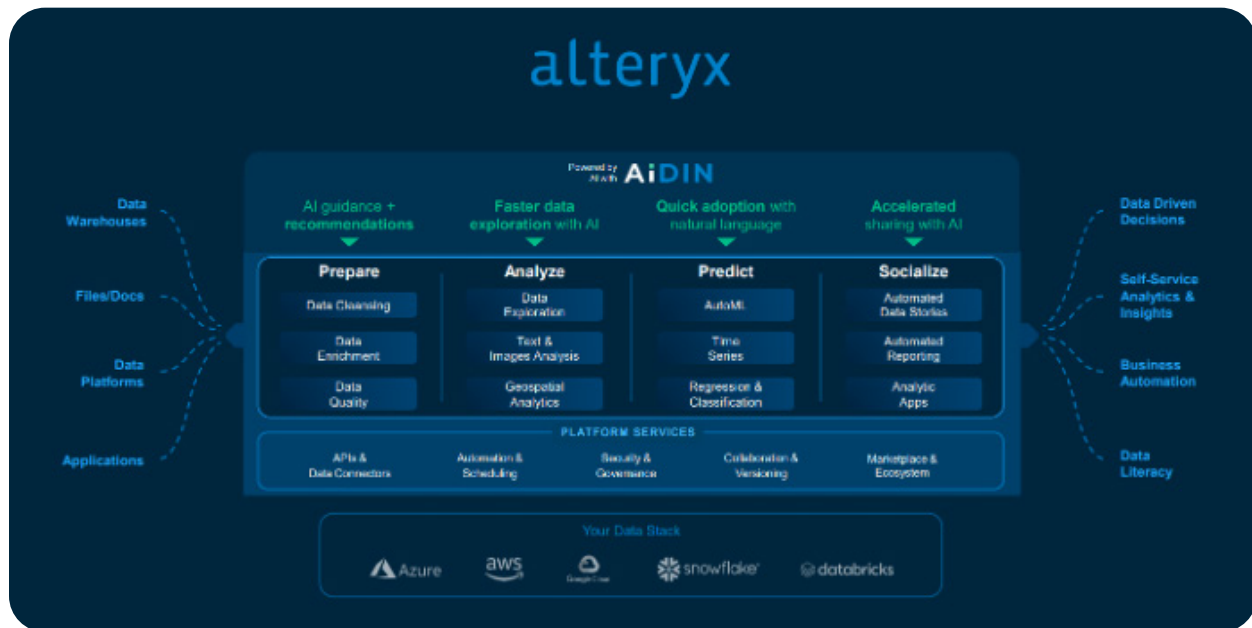 alteryx
Powered by
AI with
AiDIN
AI guidance +
recommendations
Faster data
exploration with AI
Quick adoption with
natural language
Accelerated
sharing with AI
Data
Warehouses
Files/Docs
Data
Platforms
Applications
Prepare
Data Cleansing
Data
Enrichment
Data
Quality
Analyze
Data
Exploration
Text &
Images Analysis
Geospatial
Analytics
Predict
AutoML
Time
Series
Regression &
Classification
Socialize
Automated
Data Stories
Automated
Reporting
Analytic
Apps
Data Driven
Decisions
Self-Service
Analytics &
Insights
Business
Automation
Data
Literacy
PLATFORM SERVICES
APIs &
Data Connectors
Automation &
Scheduling
Security &
Governance
Collaboration &
Versioning
Marketplace &
Ecosystem
Your Data Stack
Azure
aws
Google Cloud
snowflake
databricks